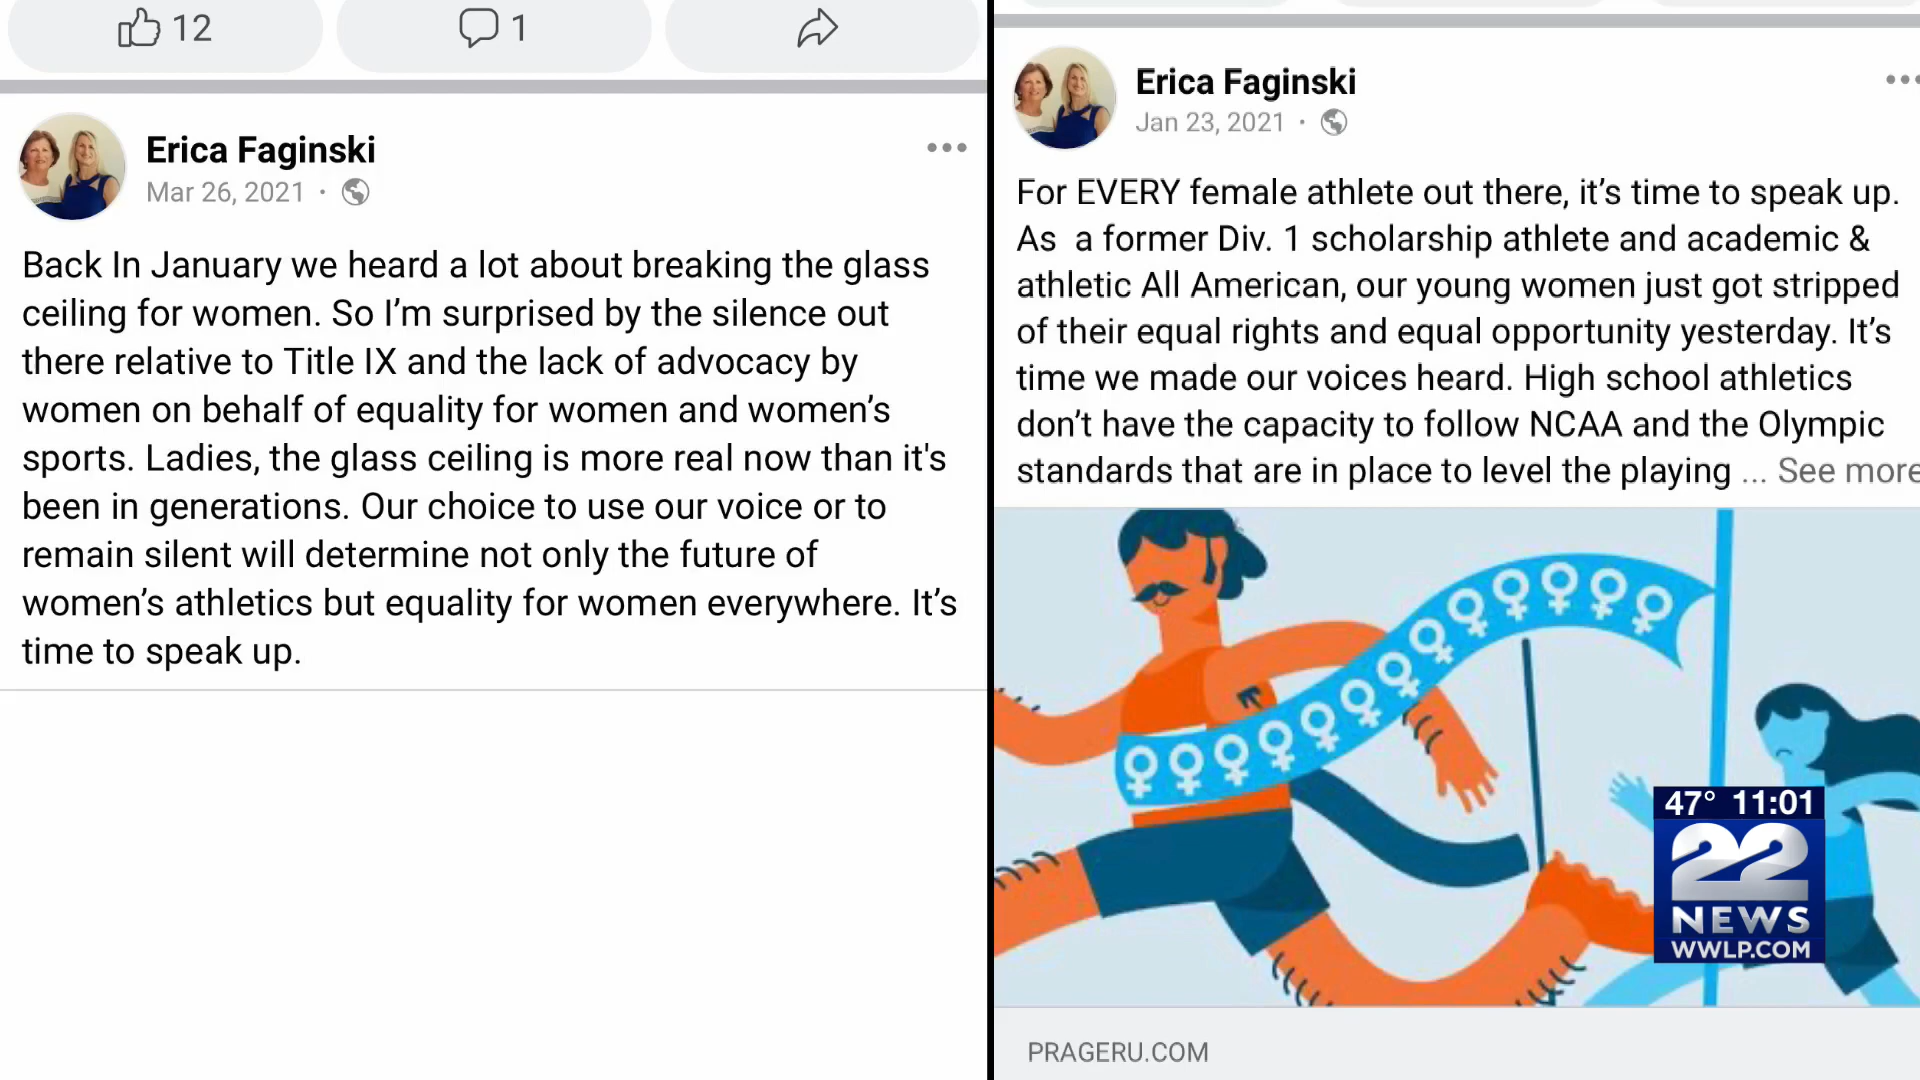 12
1
Erica Faginski
Mar 26, 2021 ·
Back In January we heard a lot about breaking the glass
ceiling for women. So I’m surprised by the silence out
there relative to Title IX and the lack of advocacy by
women on behalf of equality for women and women’s
sports. Ladies, the glass ceiling is more real now than it's
been in generations. Our choice to use our voice or to
remain silent will determine not only the future of
women’s athletics but equality for women everywhere. It’s
time to speak up.
Erica Faginski
Jan 23, 2021 ·
For EVERY female athlete out there, it’s time to speak up.
As a former Div. 1 scholarship athlete and academic &
athletic All American, our young women just got stripped
of their equal rights and equal opportunity yesterday. It’s
time we made our voices heard. High school athletics
don’t have the capacity to follow NCAA and the Olympic
standards that are in place to level the playing ... See more
47° 11:01
22
NEWS
WWLP.COM
PRAGERU.COM